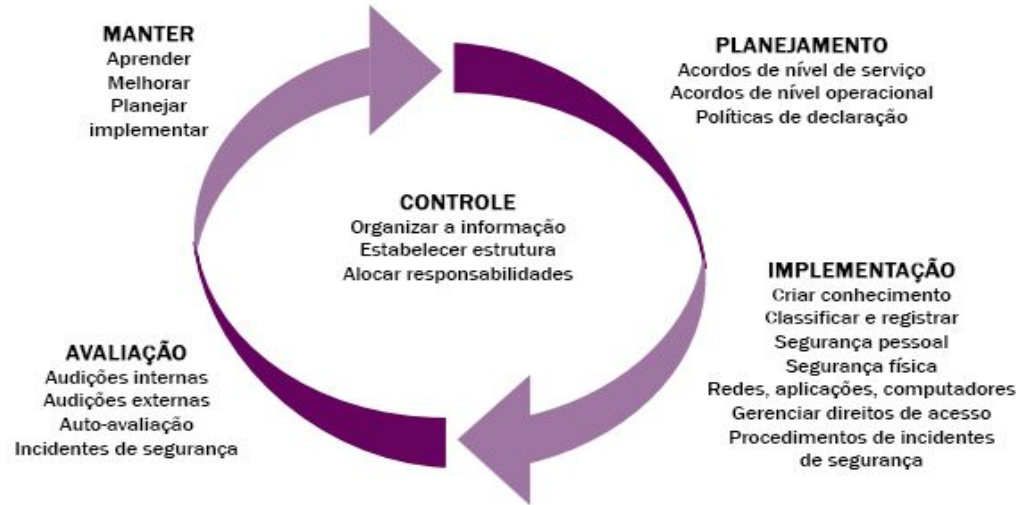 MANTER
Aprender
Melhorar
Planejar
implementar
PLANEJAMENTO
Acordos de nível de serviço
Acordos de nível operacional
Políticas de declaração
CONTROLE
Organizar a informação
Estabelecer estrutura
Alocar responsabilidades
IMPLEMENTAÇÃO
Criar conhecimento
Classificar e registrar
Segurança pessoal
Segurança física
Redes, aplicações, computadores
Gerenciar direitos de acesso
Procedimentos de incidentes
de segurança
AVALIAÇÃO
Audições internas
Audições externas
Auto-avaliação
Incidentes de segurança